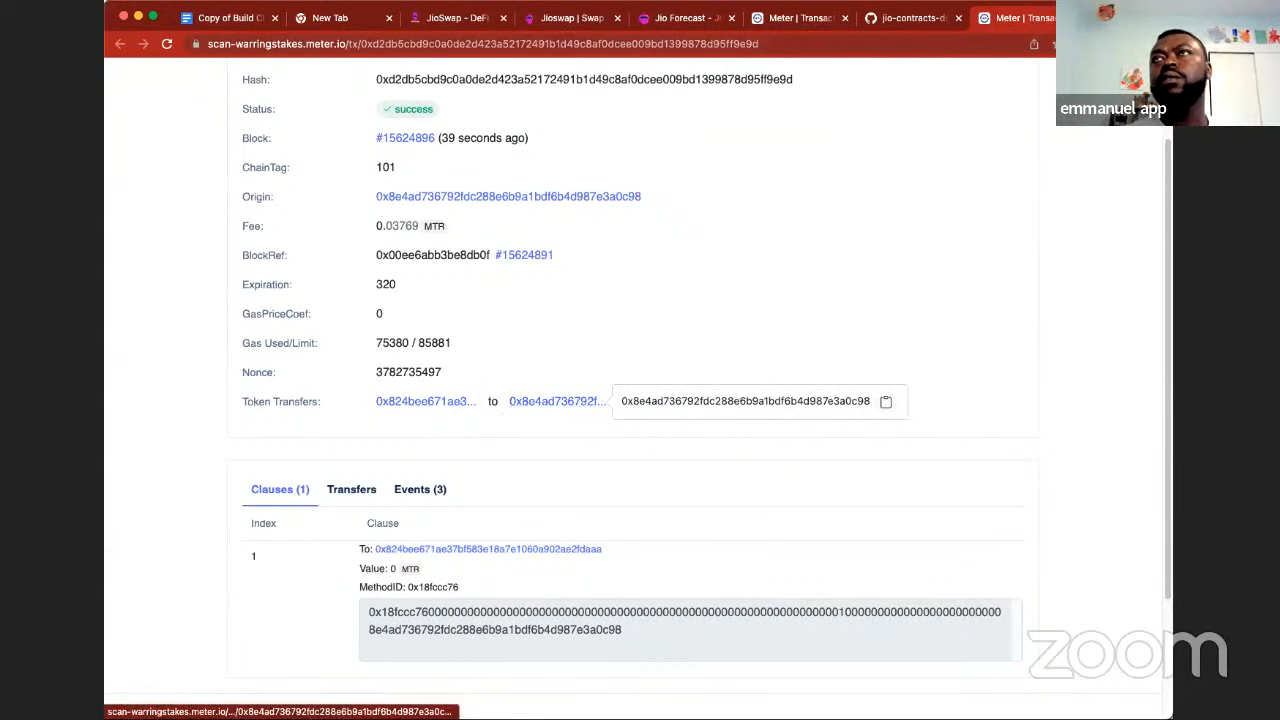 Copy of Build C
New Tab
JioSwap - DeFi
Jioswap | Swap
Jio Forecast - J
Meter | Transac
jio-contracts-d
Meter | Transa
scan-warringstakes.meter.io/tx/0xd2db5cbd9c0a0de2d423a52172491b1d49c8af0dcee009bd1399878d95ff9e9d
emmanuel app
Hash: 0xd2db5cbd9c0a0de2d423a52172491b1d49c8af0dcee009bd1399878d95ff9e9d
Status: success
Block: #15624896 (39 seconds ago)
ChainTag: 101
Origin: 0x8e4ad736792fdc288e6b9a1bdf6b4d987e3a0c98
Fee: 0.03769 MTR
BlockRef: 0x00ee6abb3be8db0f #15624891
Expiration: 320
GasPriceCoef: 0
Gas Used/Limit: 75380 / 85881
Nonce: 3782735497
Token Transfers: 0x824bee671ae3... to 0x8e4ad736792f... 0x8e4ad736792fdc288e6b9a1bdf6b4d987e3a0c98
Clauses (1) Transfers Events (3)
Index Clause
1
To: 0x824bee671ae37bf583e18a7e1060a902ae2fdaaa
Value: 0 MTR
MethodID: 0x18fccc76
8e4ad736792fdc288e6b9a1bdf6b4d987e3a0c98
zoom
scan-warringstakes.meter.io/.../0x8e4ad736792fdc288e6b9a1bdf6b4d987e3a0c...